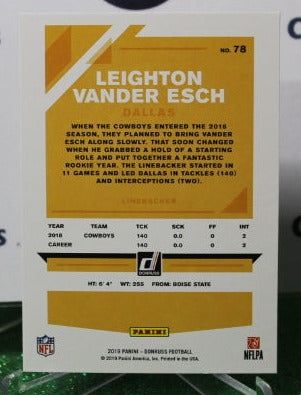 NO. 78
LEIGHTON
VANDER ESCH
DALLAS
WHEN THE COWBOYS ENTERED THE 2018
SEASON, THEY PLANNED TO BRING VANDER
ESCH ALONG SLOWLY. THAT SOON CHANGED
WHEN HE GRABBED A HOLD OF A STARTING
ROLE AND PUT TOGETHER A FANTASTIC
ROOKIE YEAR. THE LINEBACKER STARTED IN
11 GAMES AND LED DALLAS IN TACKLES (140)
AND INTERCEPTIONS (TWO).
LINEBACKER
YEAR TEAM TCK SCK FF INT
2018 COWBOYS 140 0.0 0 2
CAREER 140 0.0 0 2
DONRUSS
HT: 6' 4" WT: 255 FROM: BOISE STATE
PANINI
NFL
NFLPA
2019 PANINI - DONRUSS FOOTBALL
© 2019 Panini America, Inc. Printed in the USA.